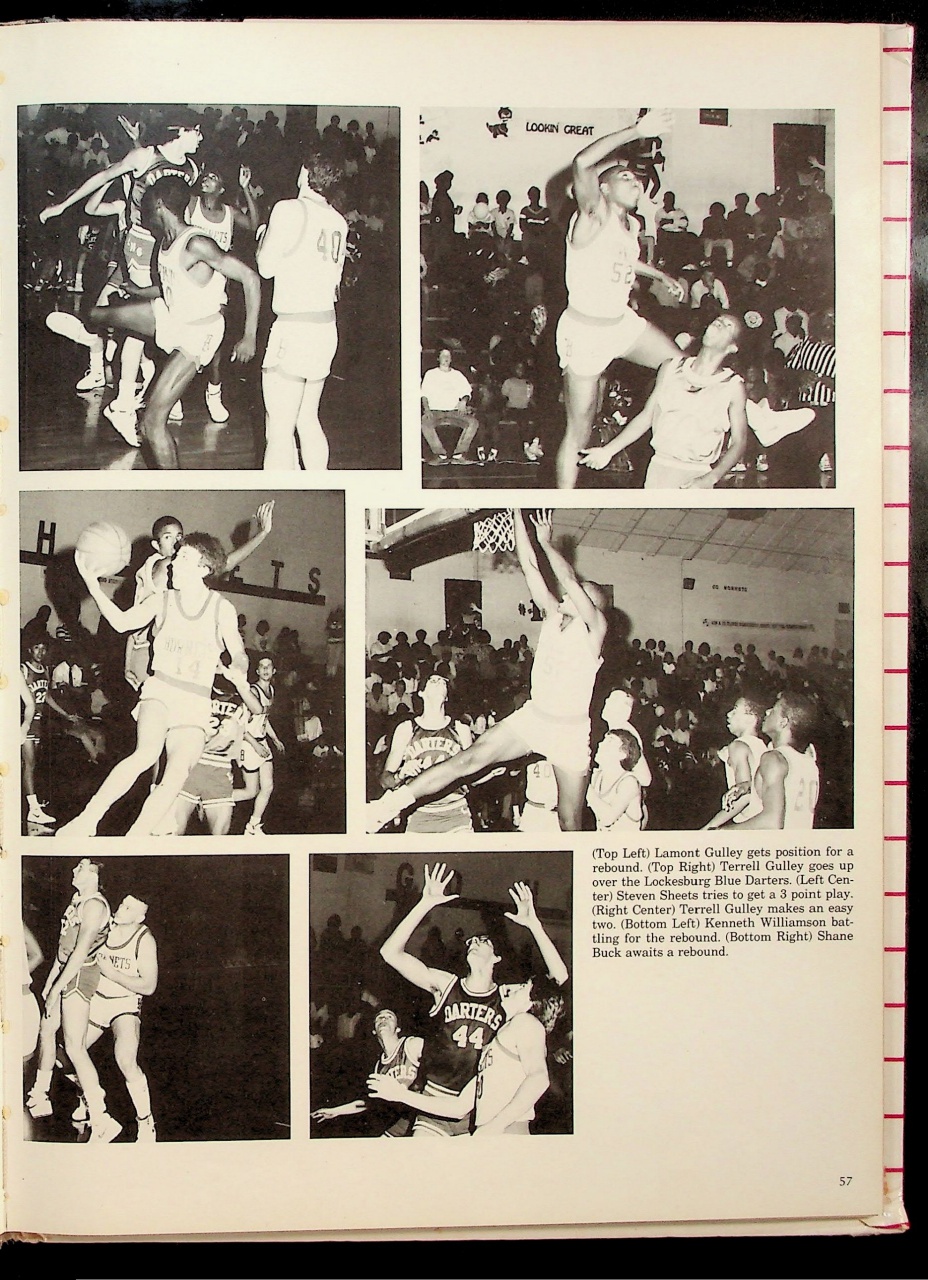 LOOKIN GREAT
40
52
H
ETS
14
DARTERS
40
DARTERS
44
(Top Left) Lamont Gulley gets position for a
rebound. (Top Right) Terrell Gulley goes up
over the Lockesburg Blue Darters. (Left Cen-
ter) Steven Sheets tries to get a 3 point play.
(Right Center) Terrell Gulley makes an easy
two. (Bottom Left) Kenneth Williamson bat-
tling for the rebound. (Bottom Right) Shane
Buck awaits a rebound.
57